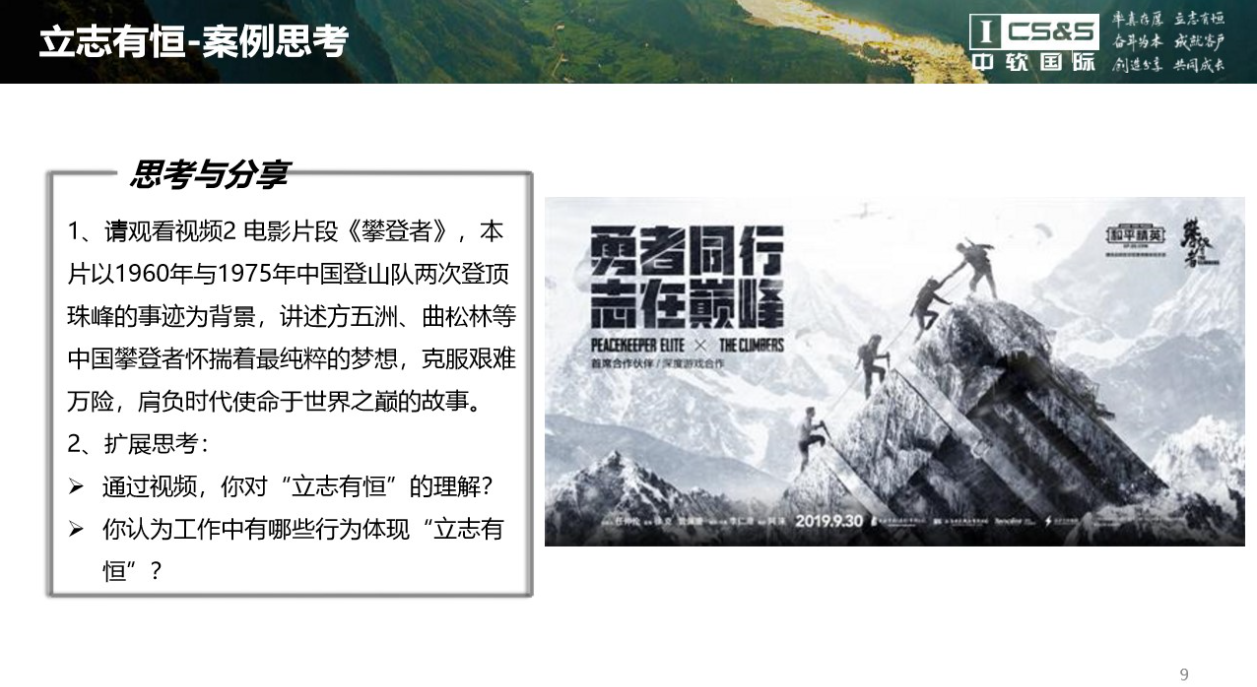 立志有恒-案例思考
I CS&S
中软国际
率真存厚 立志有恒
奋斗为本 成就客户
创造分享 共同成长
思考与分享
1、请观看视频2 电影片段《攀登者》，本
片以1960年与1975年中国登山队两次登顶
珠峰的事迹为背景，讲述方五洲、曲松林等
中国攀登者怀揣着最纯粹的梦想，克服艰难
万险，肩负时代使命于世界之巅的故事。
2、扩展思考：
➢ 通过视频，你对“立志有恒”的理解？
➢ 你认为工作中有哪些行为体现“立志有
恒”？
勇者同行
志在巅峰
PEACEKEEPER ELITE × THE CLIMBERS
首席合作伙伴 / 深度游戏合作
和平精英
攀登者
2019.9.30
9